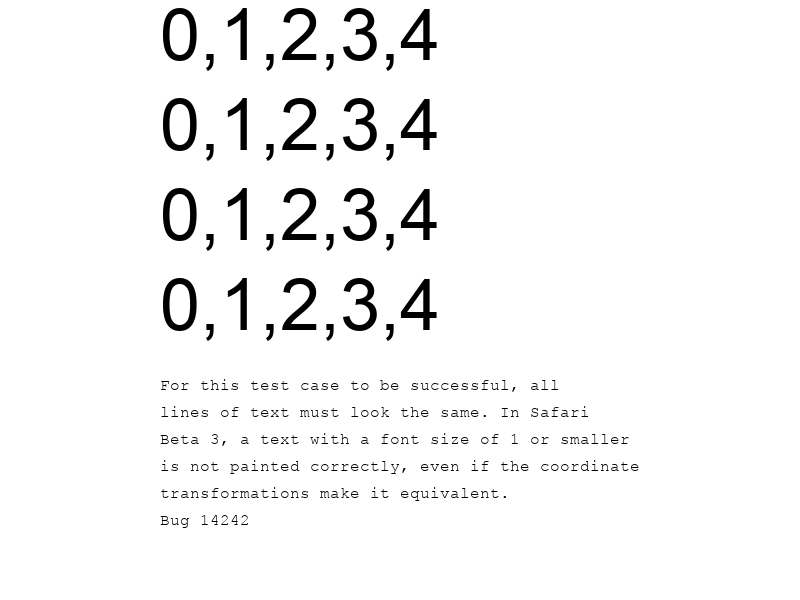 0,1,2,3,4
0,1,2,3,4
0,1,2,3,4
0,1,2,3,4
For this test case to be successful, all
lines of text must look the same. In Safari
Beta 3, a text with a font size of 1 or smaller
is not painted correctly, even if the coordinate
transformations make it equivalent.
Bug 14242